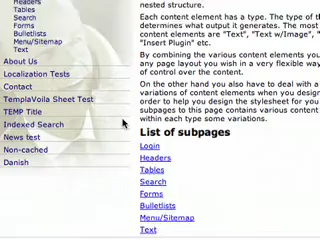 Headers
Tables
Search
Forms
Bulletlists
Menu/Sitemap
Text
About Us
Localization Tests
Contact
TemplaVoila Sheet Test
TEMP Title
Indexed Search
News test
Non-cached
Danish
nested structure.
Each content element has a type. The type of th
determines what output it generates. The most
content elements are "Text", "Text w/Image", "
"Insert Plugin" etc.
By combining the various content elements you
any page layout you wish in a very flexible way
of control over the content.
On the other hand you also have to deal with a
variations of content elements when you design
order to help you design the stylesheet for you
subpages to this page contains various content
within each type some variations.
List of subpages
Login
Headers
Tables
Search
Forms
Bulletlists
Menu/Sitemap
Text